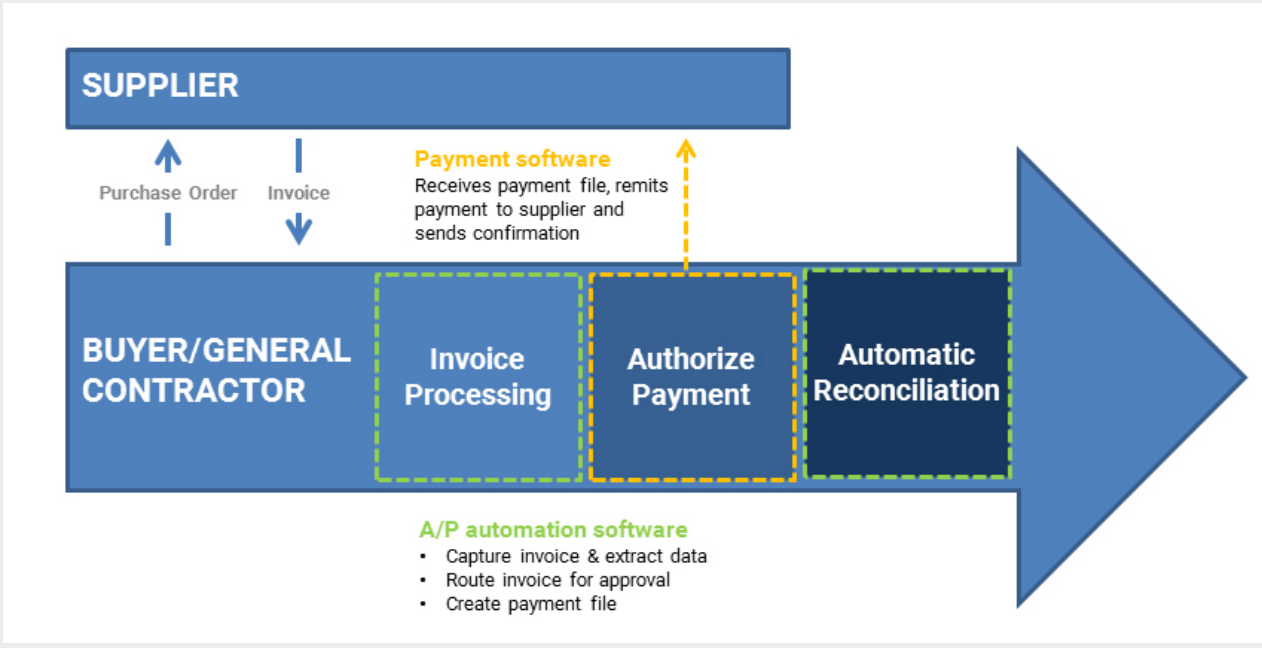 SUPPLIER
Purchase Order
Invoice
Payment software
Receives payment file, remits
payment to supplier and
sends confirmation
BUYER/GENERAL
CONTRACTOR
Invoice
Processing
Authorize
Payment
Automatic
Reconciliation
A/P automation software
• Capture invoice & extract data
• Route invoice for approval
• Create payment file